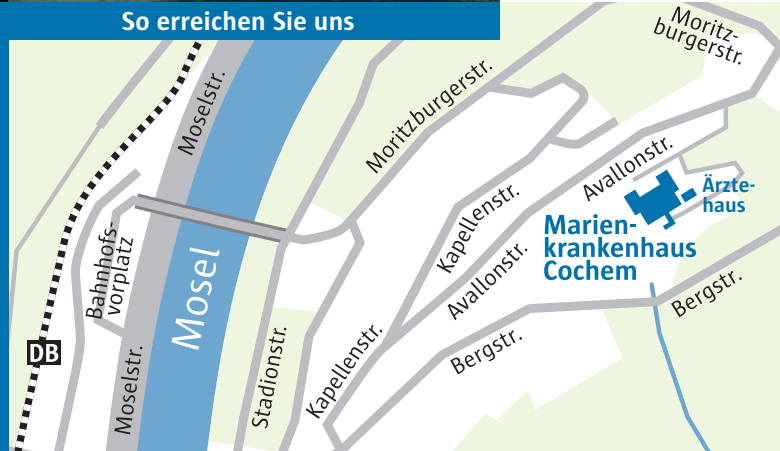 So erreichen Sie uns
Moritz-
burgerstr.
Moselstr.
Moritzburgerstr.
Avallonstr.
Ärzte-
haus
Kapellenstr.
Marien-
krankenhaus
Cochem
Bahnhofs-
vorplatz
Mosel
Avallonstr.
Bergstr.
DB
Moselstr.
Stadionstr.
Kapellenstr.
Bergstr.